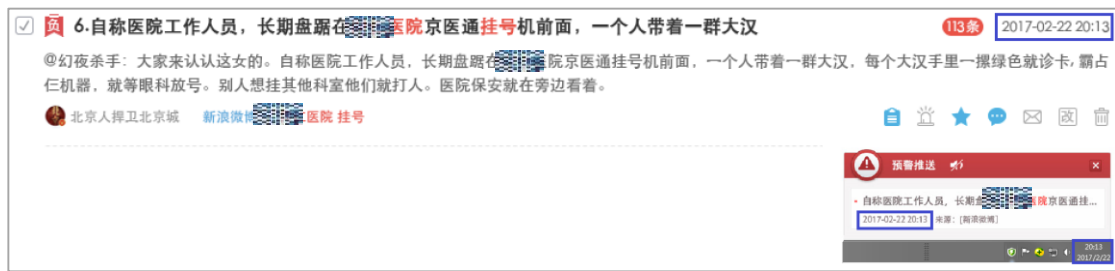 负 6.自称医院工作人员，长期盘踞在医院京医通挂号机前面，一个人带着一群大汉 113条 2017-02-22 20:13
@幻夜杀手：大家来认认这女的。自称医院工作人员，长期盘踞在院京医通挂号机前面，一个人带着一群大汉，每个大汉手里一摞绿色就诊卡，霸占
仨机器，就等眼科放号。别人想挂其他科室他们就打人。医院保安就在旁边看着。
北京人捍卫北京城 新浪微博 医院 挂号 改
预警推送
自称医院工作人员，长期盘 医院京医通挂...
2017-02-22 20:13 来源：[新浪微博]
20:13
2017/2/22